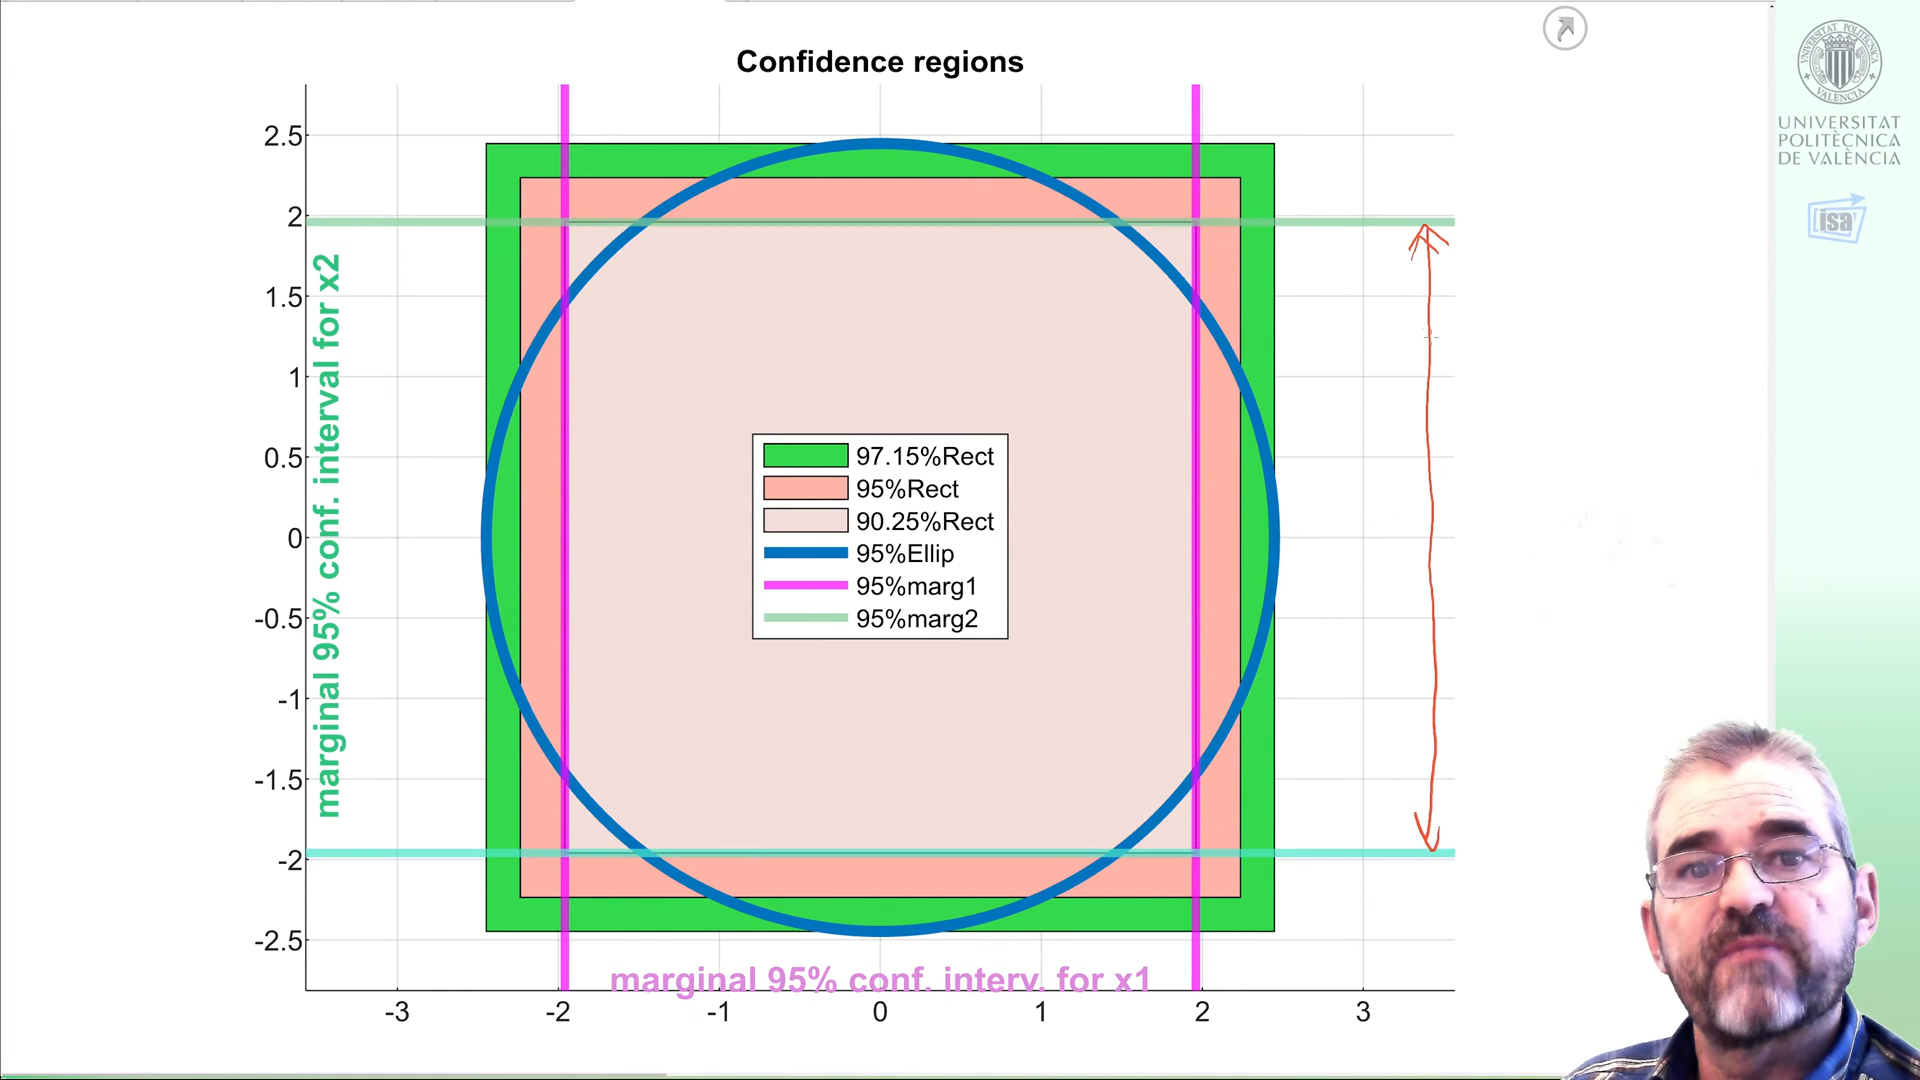 Confidence regions
2.5
2
1.5
1
0.5
0
-0.5
-1
-1.5
-2
-2.5
marginal 95% conf. interval for x2
97.15%Rect
95%Rect
90.25%Rect
95%Ellip
95%marg1
95%marg2
marginal 95% conf. interv. for x1
-3 -2 -1 0 1 2 3
UNIVERSITAT POLITÈCNICA
VALÈNCIA
UNIVERSITAT
POLITÈCNICA
DE VALÈNCIA
isa